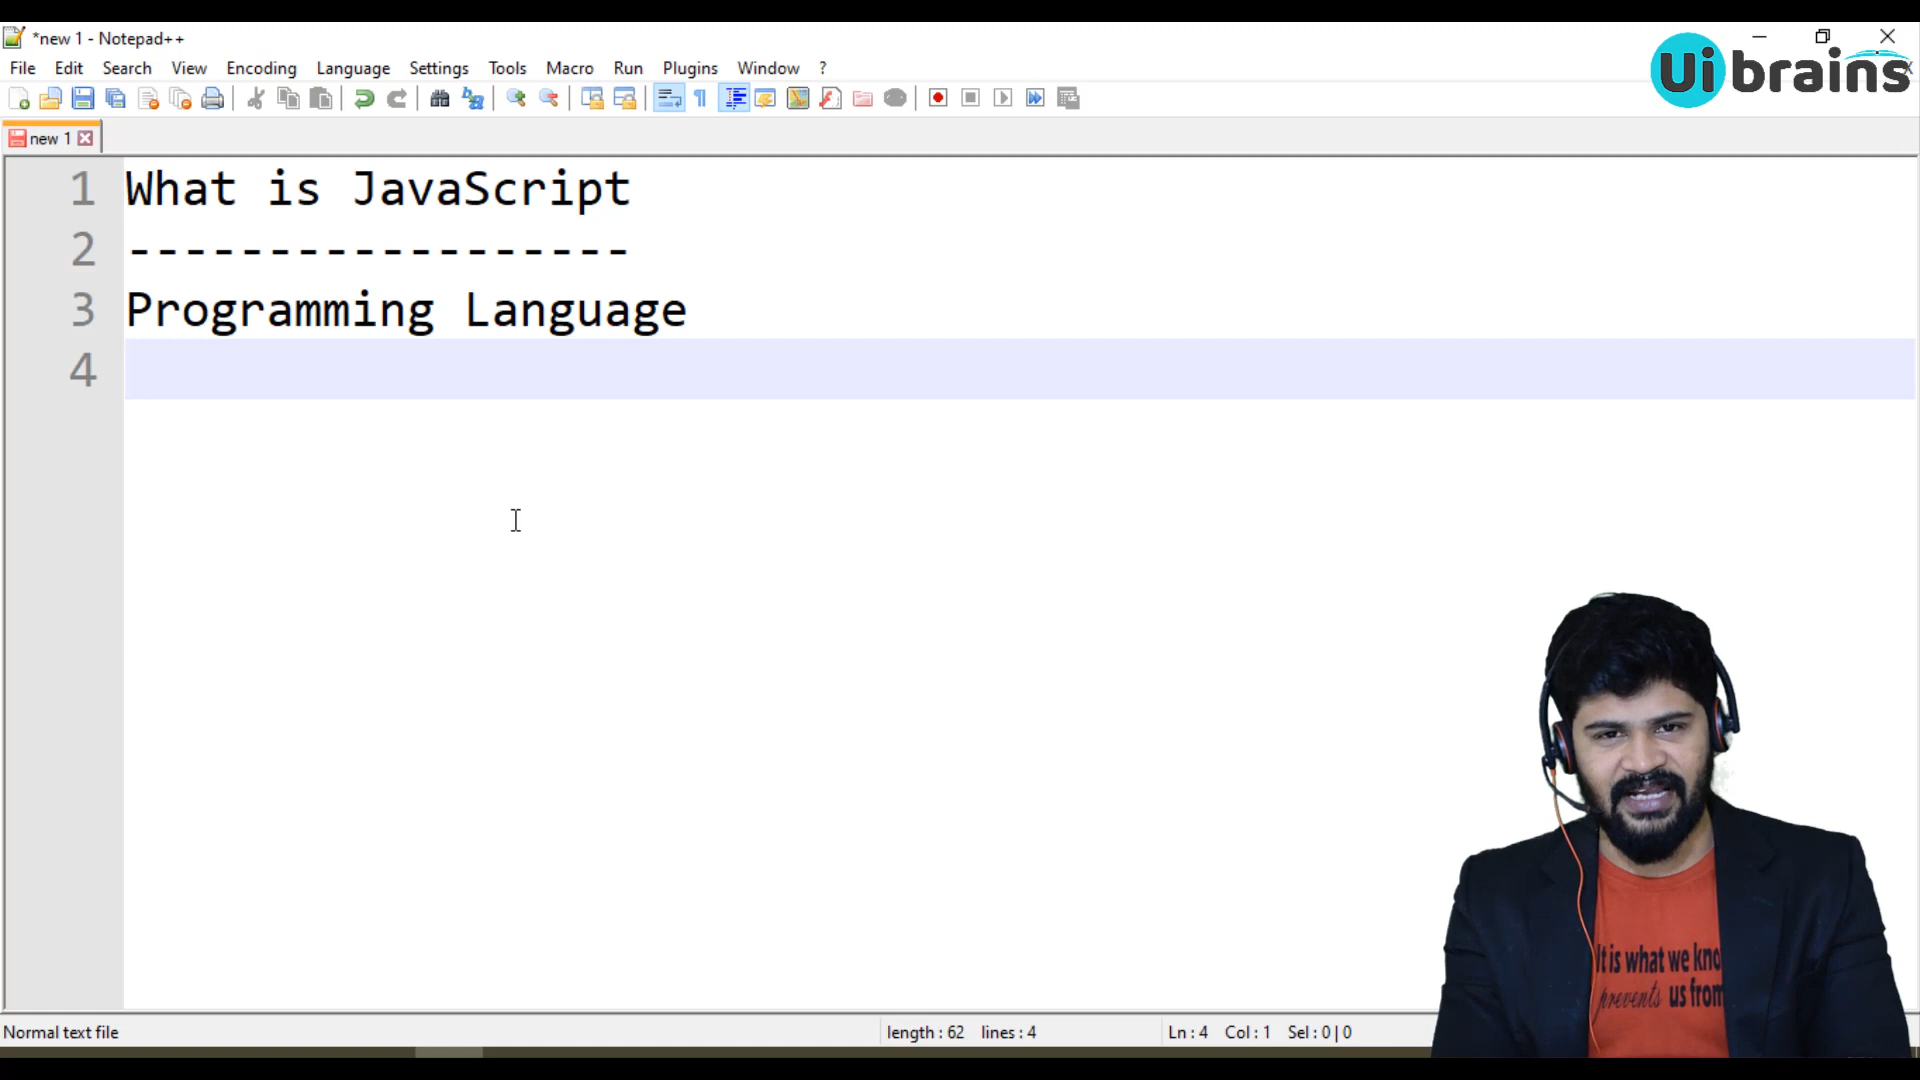 *new 1 - Notepad++
Ui brains
File Edit Search View Encoding Language Settings Tools Macro Run Plugins Window ?
new 1
1 What is JavaScript
2 ------------------
3 Programming Language
4
It is what we kno
prevents us from
Normal text file length : 62 lines : 4 Ln : 4 Col : 1 Sel : 0 | 0